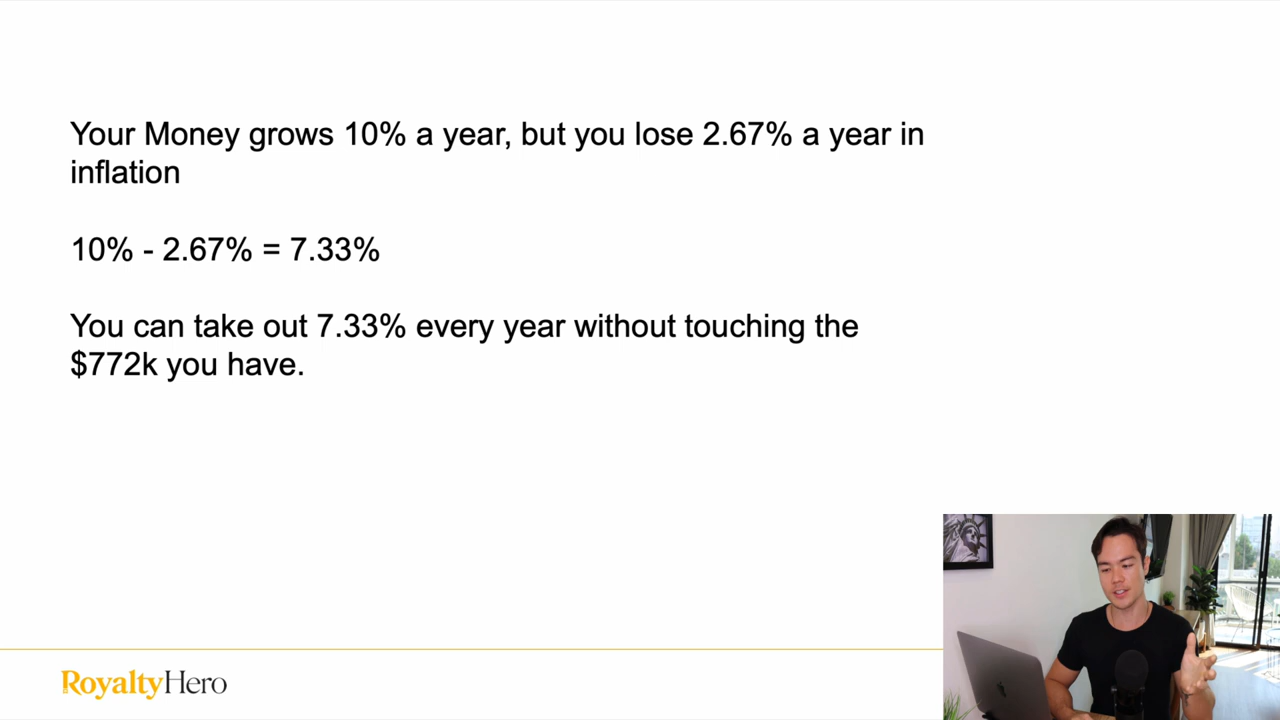 Your Money grows 10% a year, but you lose 2.67% a year in
inflation
10% - 2.67% = 7.33%
You can take out 7.33% every year without touching the
$772k you have.
RoyaltyHero